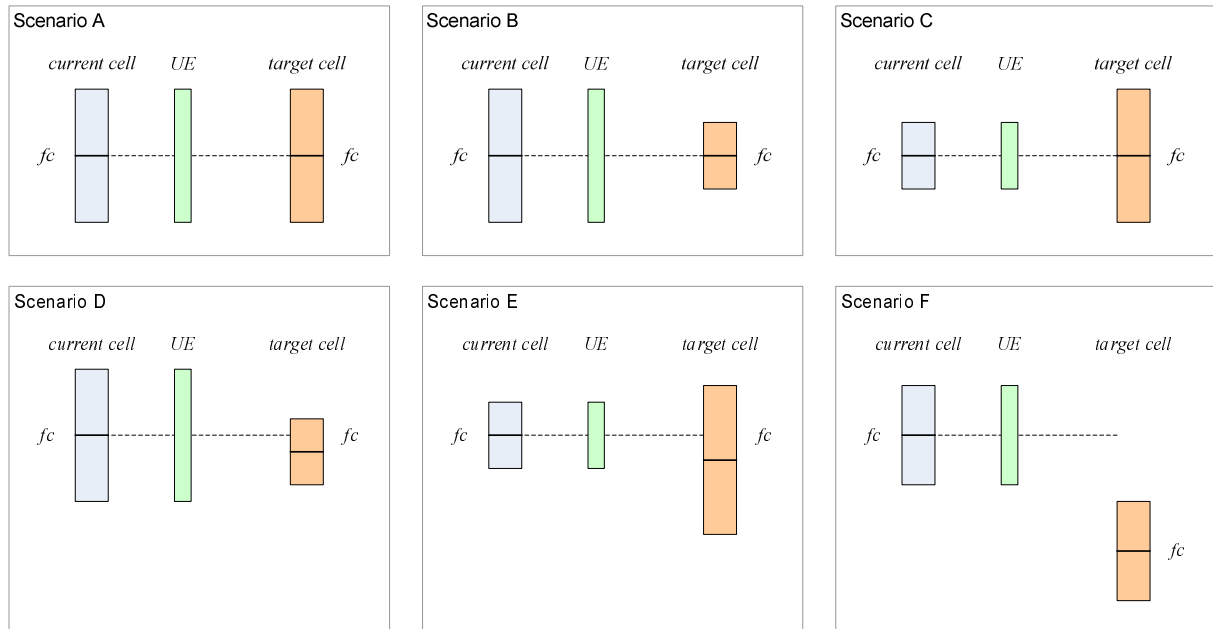 Scenario A
current cell UE target cell
fc fc
Scenario B
current cell UE target cell
fc fc
Scenario C
current cell UE target cell
fc fc
Scenario D
current cell UE target cell
fc fc
Scenario E
current cell UE target cell
fc fc
Scenario F
current cell UE target cell
fc
fc